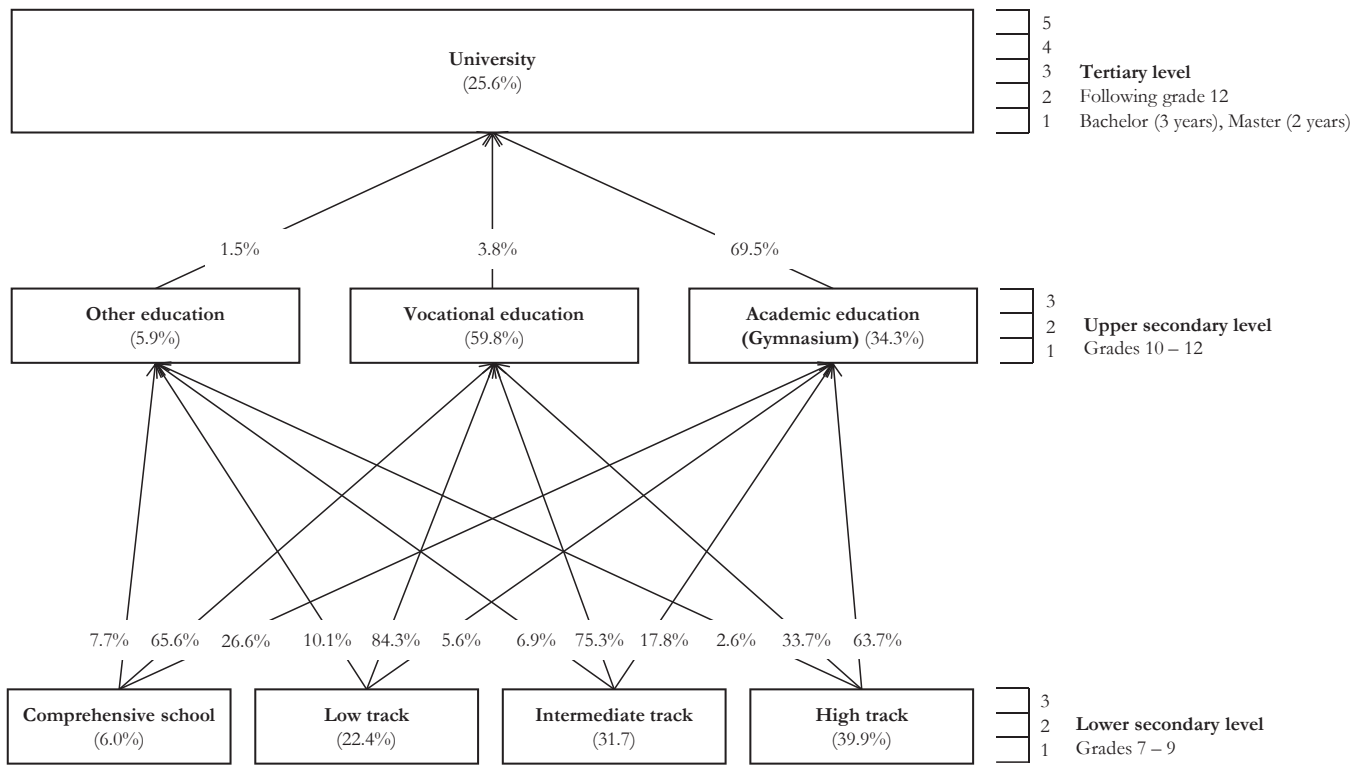 University
(25.6%)
5
4
3
2
1
Tertiary level
Following grade 12
Bachelor (3 years), Master (2 years)
1.5%
3.8%
69.5%
Other education
(5.9%)
Vocational education
(59.8%)
Academic education
(Gymnasium) (34.3%)
3
2
1
Upper secondary level
Grades 10 – 12
7.7% 65.6% 26.6% 10.1% 84.3% 5.6% 6.9% 75.3% 17.8% 2.6% 33.7% 63.7%
Comprehensive school
(6.0%)
Low track
(22.4%)
Intermediate track
(31.7)
High track
(39.9%)
3
2
1
Lower secondary level
Grades 7 – 9